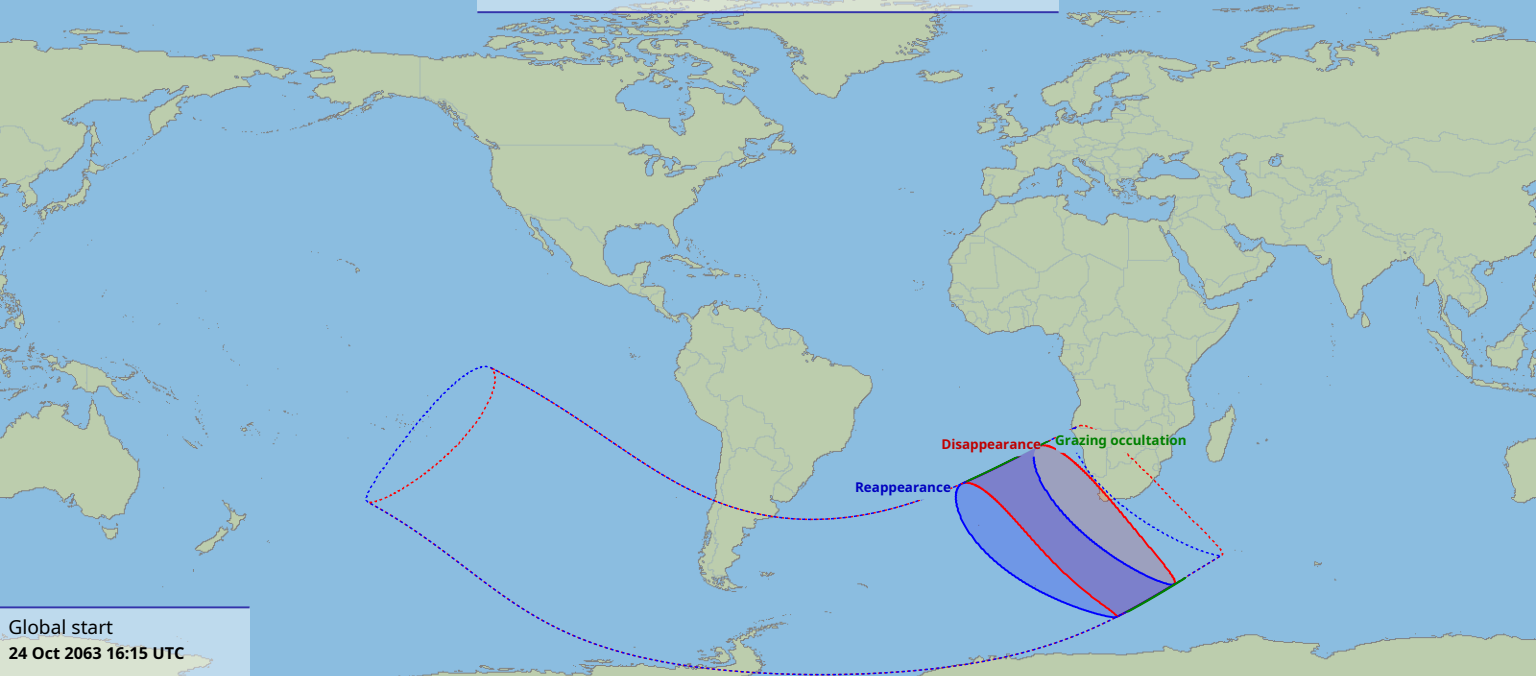 Grazing occultation
Disappearance
Reappearance
Global start
24 Oct 2063 16:15 UTC